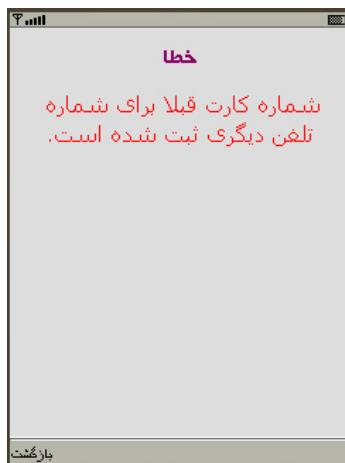 خطا
شماره کارت قبلا برای شماره
تلفن دیگری ثبت شده است.
بازگشت